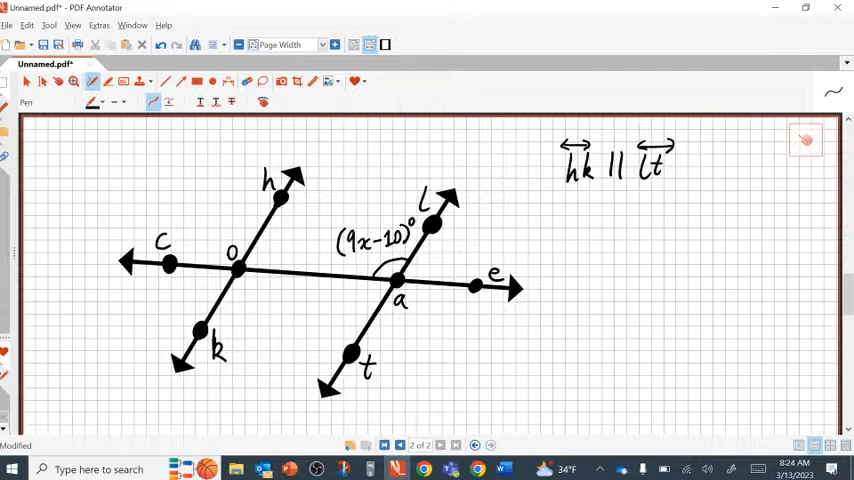 Unnamed.pdf* - PDF Annotator
File Edit Tool View Extras Window Help
Page Width
Unnamed.pdf*
Pen
hk || lt
h
l
(9x-10)°
c
o
e
a
k
t
Modified
2 of 2
Type here to search
34°F
8:24 AM
3/13/2023